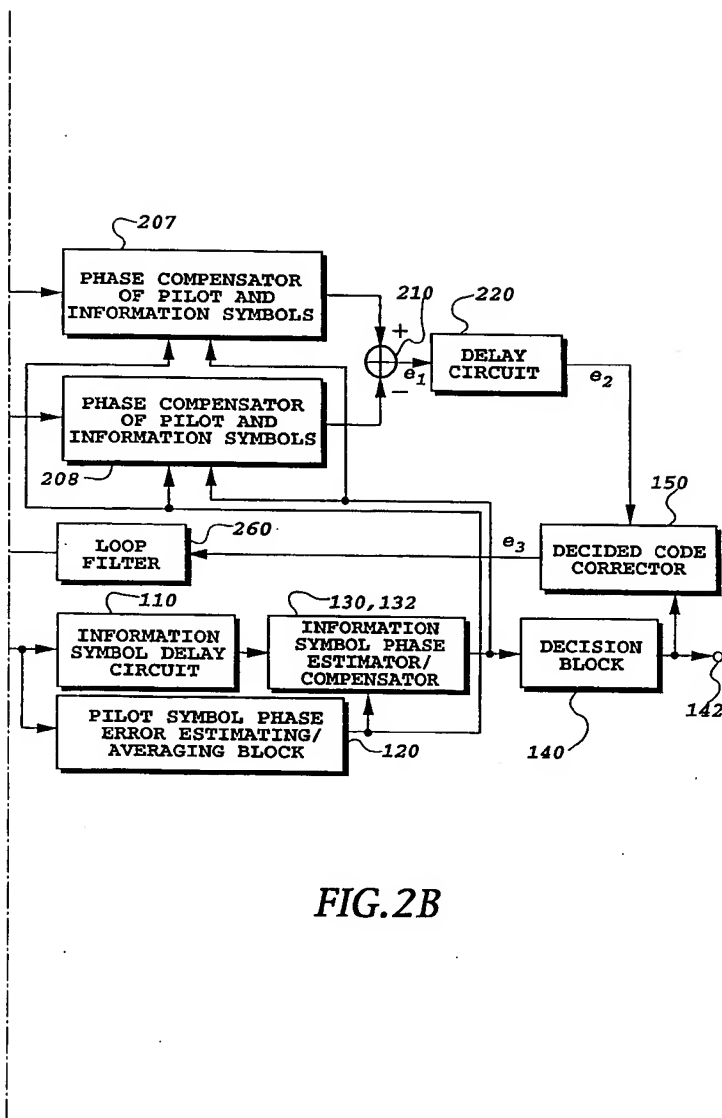 207
PHASE COMPENSATOR
OF PILOT AND
INFORMATION SYMBOLS
210
220
+
e1
DELAY
CIRCUIT
e2
−
PHASE COMPENSATOR
OF PILOT AND
INFORMATION SYMBOLS
208
150
260
LOOP
FILTER
e3
DECIDED CODE
CORRECTOR
110
130,132
INFORMATION
SYMBOL DELAY
CIRCUIT
INFORMATION
SYMBOL PHASE
ESTIMATOR/
COMPENSATOR
DECISION
BLOCK
142
PILOT SYMBOL PHASE
ERROR ESTIMATING/
AVERAGING BLOCK
120
140
FIG.2B